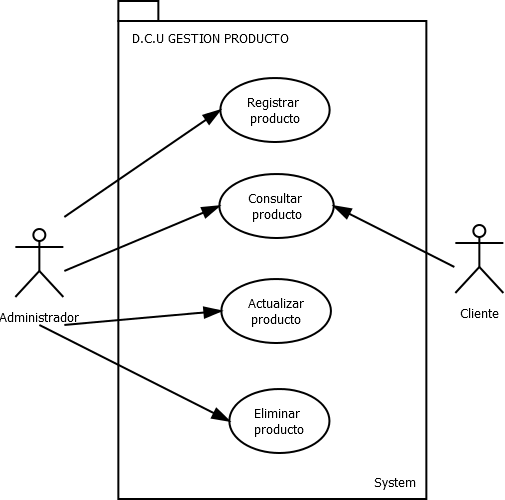 D.C.U GESTION PRODUCTO
Registrar
producto
Consultar
producto
Administrador
Cliente
Actualizar
producto
Eliminar
producto
System